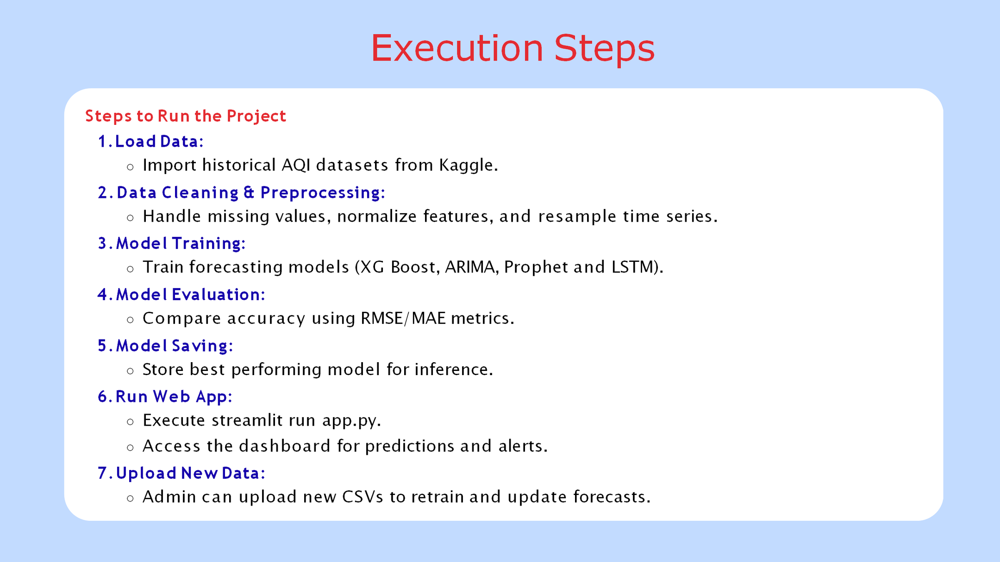 Execution Steps
Steps to Run the Project
1. Load Data:
○ Import historical AQI datasets from Kaggle.
2. Data Cleaning & Preprocessing:
○ Handle missing values, normalize features, and resample time series.
3. Model Training:
○ Train forecasting models (XG Boost, ARIMA, Prophet and LSTM).
4. Model Evaluation:
○ Compare accuracy using RMSE/MAE metrics.
5. Model Saving:
○ Store best performing model for inference.
6. Run Web App:
○ Execute streamlit run app.py.
○ Access the dashboard for predictions and alerts.
7. Upload New Data:
○ Admin can upload new CSVs to retrain and update forecasts.